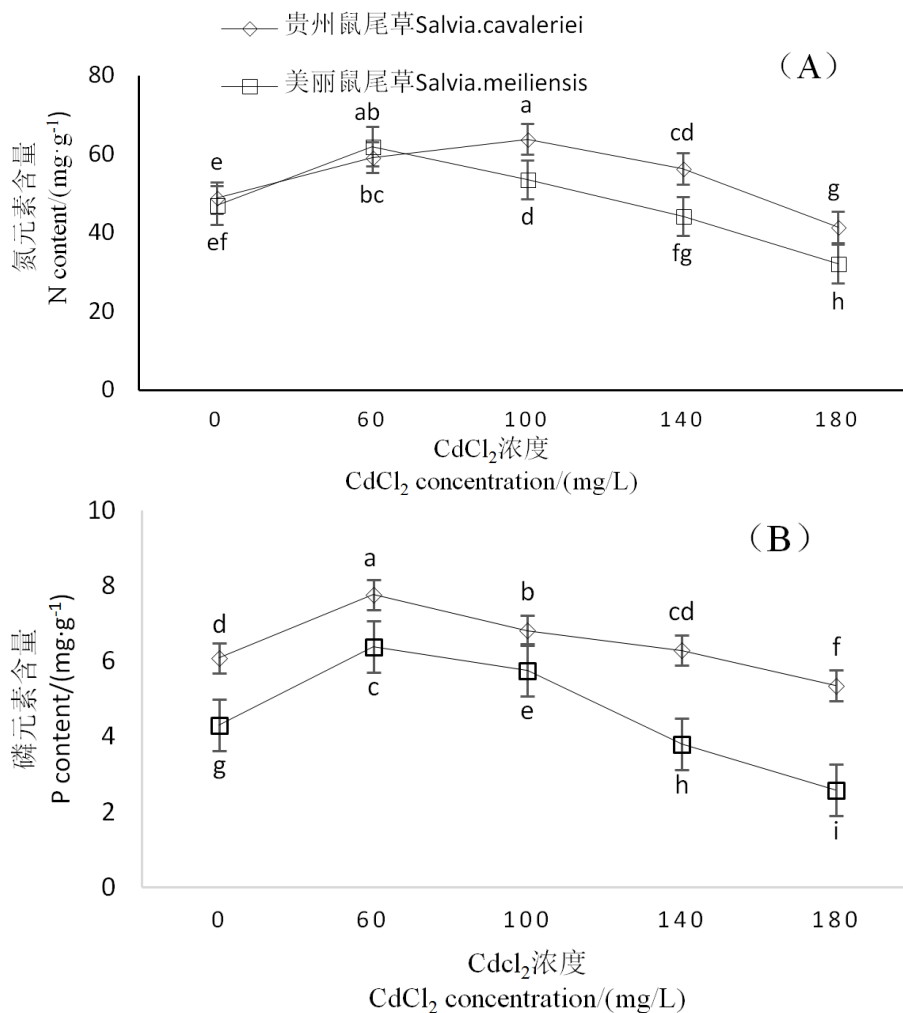 贵州鼠尾草Salvia.cavaleriei
美丽鼠尾草Salvia.meiliensis
（A）
氮元素含量
N content/(mg·g⁻¹)
80
60
40
20
0
e
ab
a
cd
g
ef
bc
d
fg
h
0 60 100 140 180
CdCl₂浓度
CdCl₂ concentration/(mg/L)
（B）
磷元素含量
P content/(mg·g⁻¹)
10
8
6
4
2
0
d
a
b
cd
f
g
c
e
h
i
0 60 100 140 180
Cdcl₂浓度
CdCl₂ concentration/(mg/L)